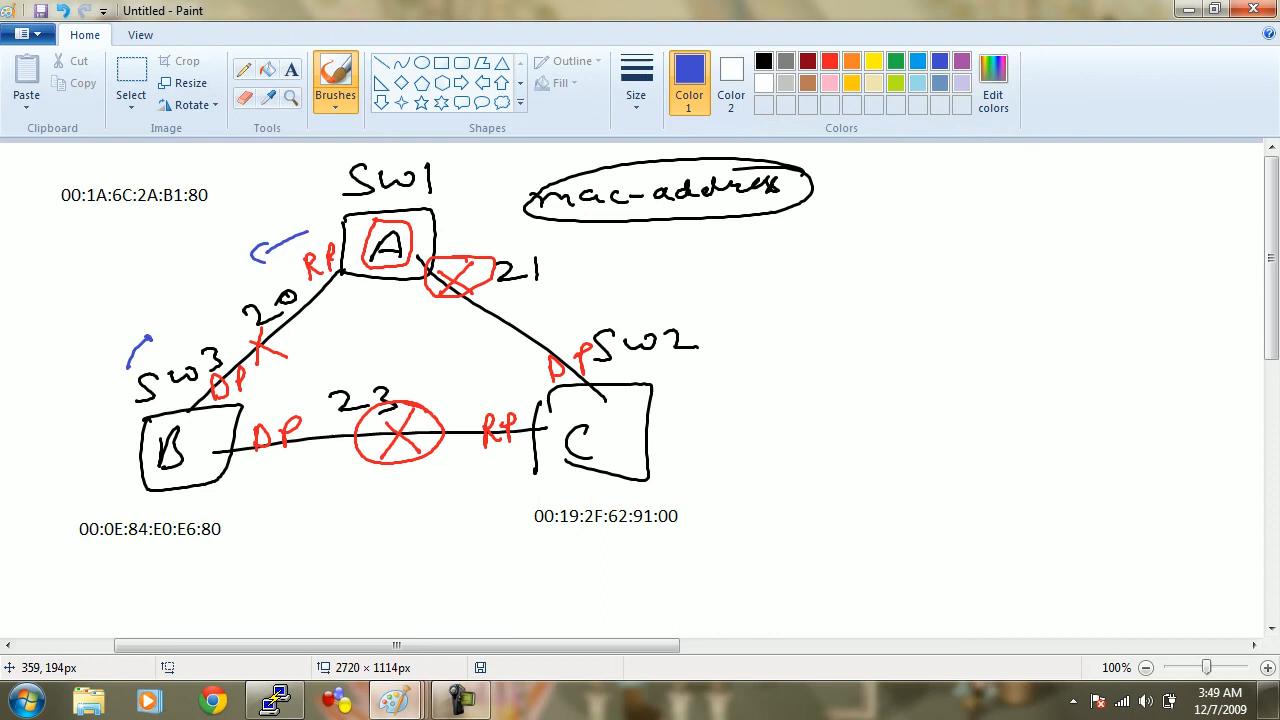 Untitled - Paint
Home
View
Paste
Cut
Copy
Clipboard
Select
Crop
Resize
Rotate
Image
A
Tools
Brushes
Shapes
Outline
Fill
Size
Color 1
Color 2
Edit colors
Colors
00:1A:6C:2A:B1:80
SW1
mac-address
A
RP
21
20
SW3
DP
DP
SW2
B
DP
23
RP
C
00:0E:84:E0:E6:80
00:19:2F:62:91:00
359, 194px
2720 × 1114px
100%
3:49 AM
12/7/2009